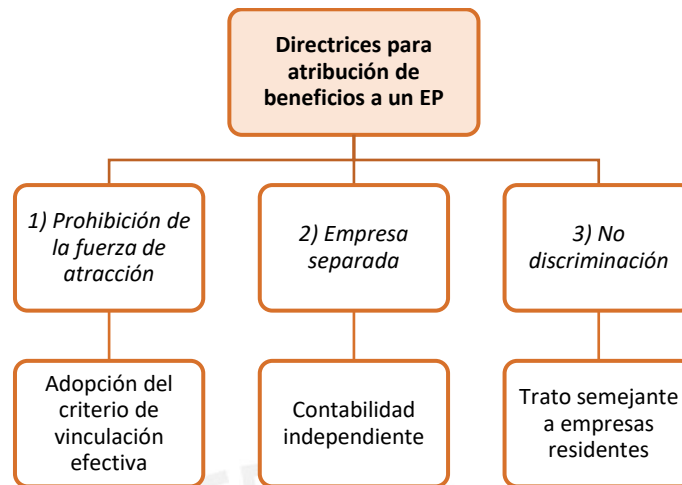 Directrices para
atribución de
beneficios a un EP
1) Prohibición de
la fuerza de
atracción
2) Empresa
separada
3) No
discriminación
Adopción del
criterio de
vinculación
efectiva
Contabilidad
independiente
Trato semejante
a empresas
residentes